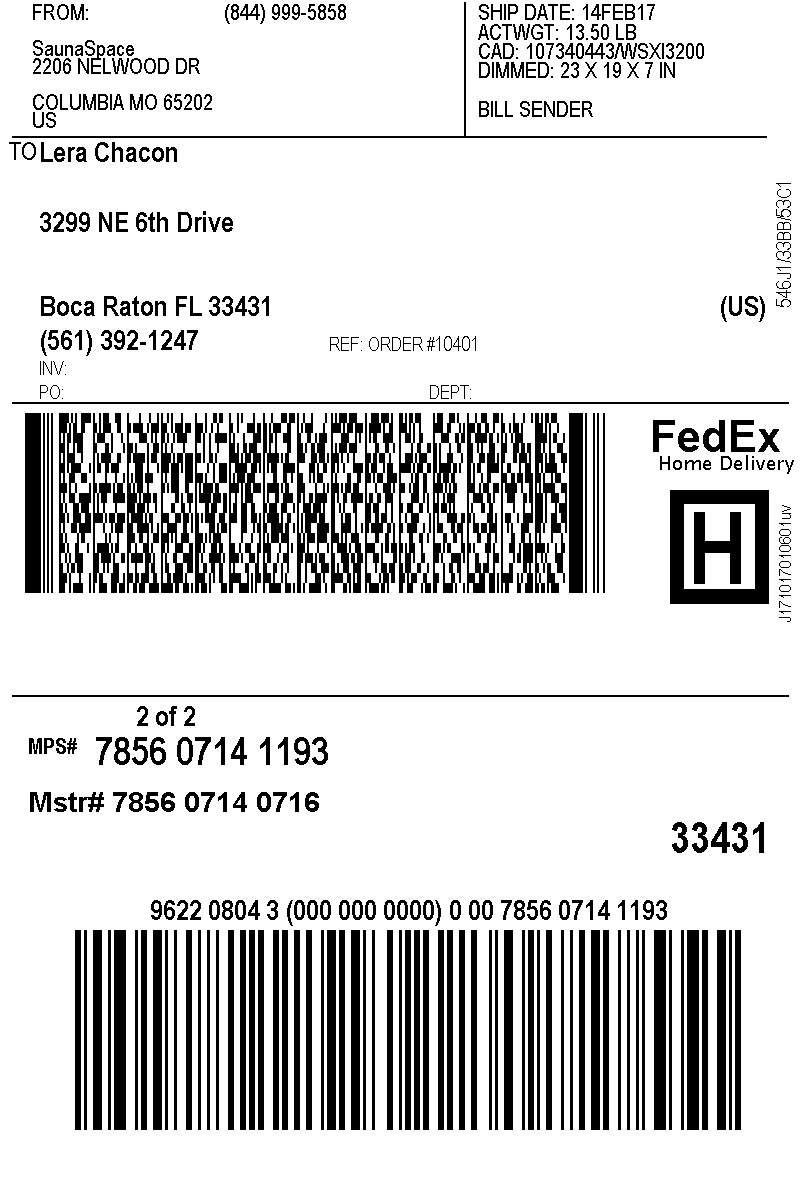 FROM: (844) 999-5858
SaunaSpace
2206 NELWOOD DR
COLUMBIA MO 65202
US
SHIP DATE: 14FEB17
ACTWGT: 13.50 LB
CAD: 107340443/WSXI3200
DIMMED: 23 X 19 X 7 IN
BILL SENDER
TO Lera Chacon
3299 NE 6th Drive
Boca Raton FL 33431 (US)
(561) 392-1247 REF: ORDER #10401
INV:
PO: DEPT:
546J1/33BB/53C1
FedEx
Home Delivery
H
J171017010601uv
2 of 2
MPS# 7856 0714 1193
Mstr# 7856 0714 0716
33431
9622 0804 3 (000 000 0000) 0 00 7856 0714 1193